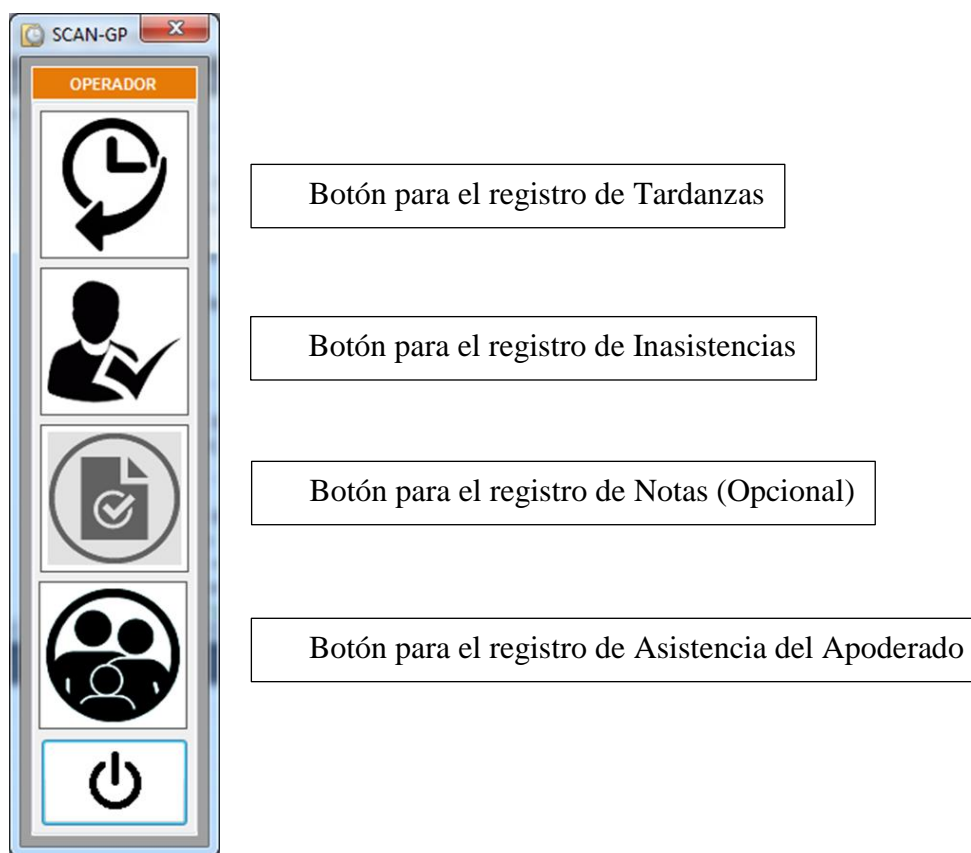 SCAN-GP
OPERADOR
Botón para el registro de Tardanzas
Botón para el registro de Inasistencias
Botón para el registro de Notas (Opcional)
Botón para el registro de Asistencia del Apoderado